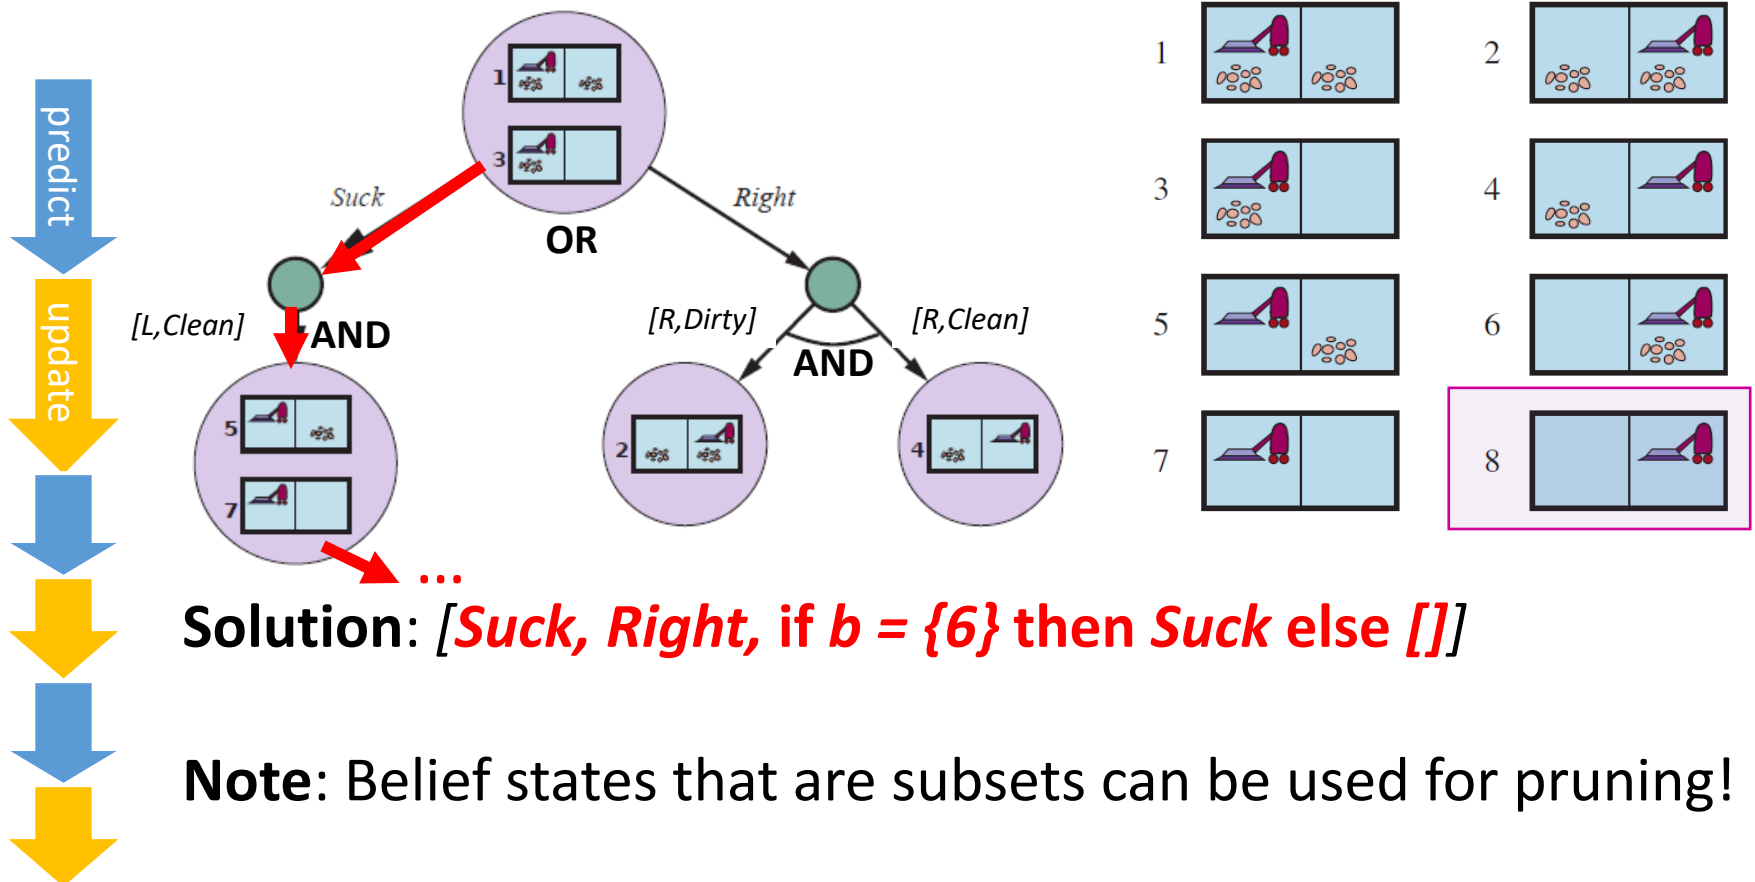 predict
update
1
3
Suck
Right
OR
[L,Clean]
AND
[R,Dirty]
[R,Clean]
AND
5
7
2
4
...
1
2
3
4
5
6
7
8
Solution: [Suck, Right, if b = {6} then Suck else []]
Note: Belief states that are subsets can be used for pruning!